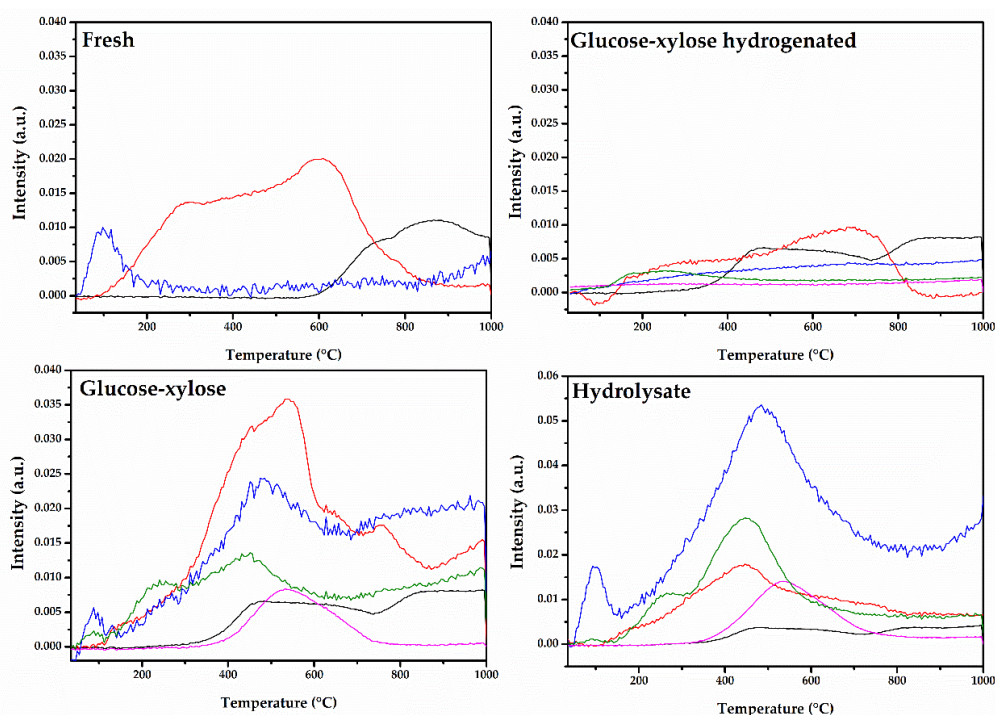 Fresh
0.040
0.035
0.030
0.025
0.020
0.015
0.010
0.005
0.000
Intensity (a.u.)
200 400 600 800 1000
Temperature (°C)
Glucose-xylose hydrogenated
0.040
0.035
0.030
0.025
0.020
0.015
0.010
0.005
0.000
Intensity (a.u.)
200 400 600 800 1000
Temperature (°C)
Glucose-xylose
0.040
0.035
0.030
0.025
0.020
0.015
0.010
0.005
0.000
Intensity (a.u.)
200 400 600 800 1000
Temperature (°C)
Hydrolysate
0.06
0.05
0.04
0.03
0.02
0.01
0.00
Intensity (a.u.)
200 400 600 800 1000
Temperature (°C)